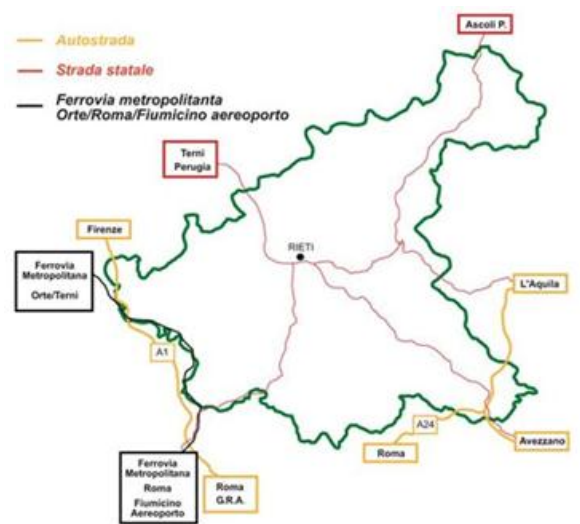 Autostrada
Strada statale
Ferrovia metropolitanta
Orte/Roma/Fiumicino aereoporto
Ascoli P.
Terni
Perugia
Firenze
RIETI
Ferrovia
Metropolitana
Orte/Terni
L'Aquila
A1
A24
Roma
Avezzano
Ferrovia
Metropolitana
Roma
Fiumicino
Aereoporto
Roma
G.R.A.